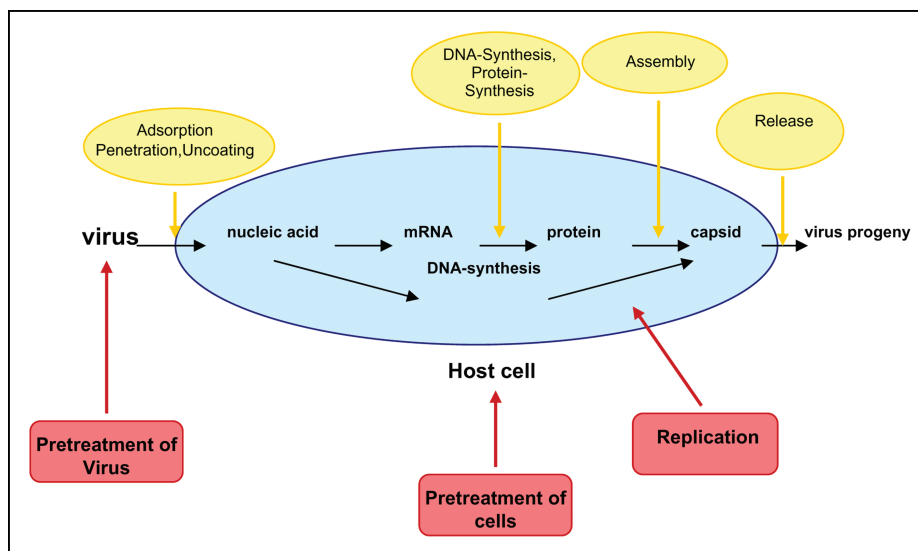 DNA-Synthesis,
Protein-
Synthesis
Assembly
Release
Adsorption
Penetration,Uncoating
virus
nucleic acid
mRNA
protein
capsid
virus progeny
DNA-synthesis
Host cell
Pretreatment of
Virus
Replication
Pretreatment of
cells